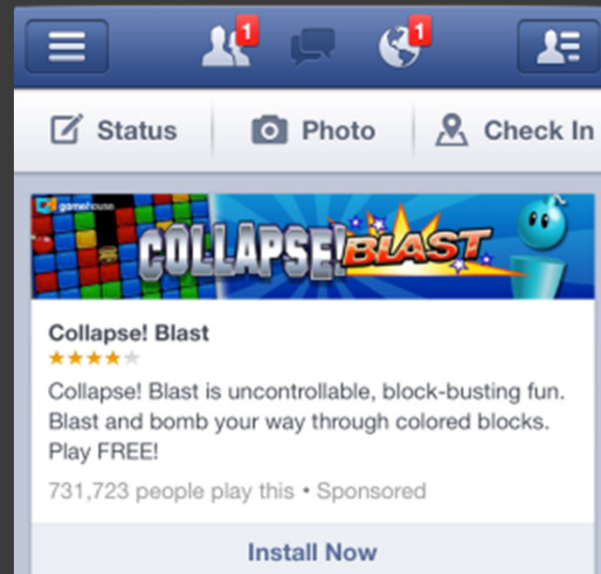 1
1
Status
Photo
Check In
gamehouse
COLLAPSE! BLAST
Collapse! Blast
Collapse! Blast is uncontrollable, block-busting fun.
Blast and bomb your way through colored blocks.
Play FREE!
731,723 people play this • Sponsored
Install Now